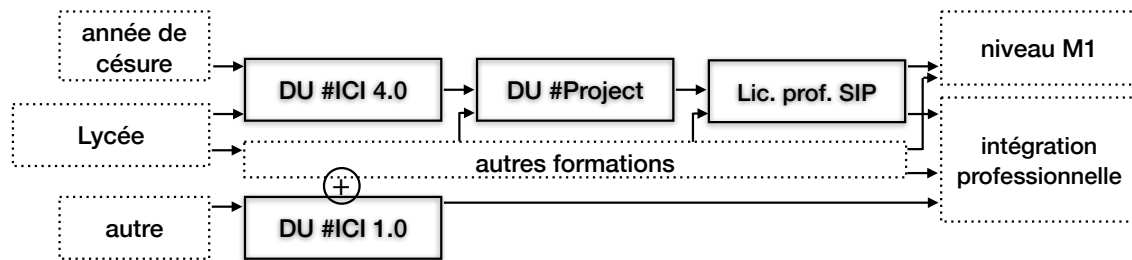 année de
césure
Lycée
autre
DU #ICI 4.0
DU #Project
Lic. prof. SIP
autres formations
+
DU #ICI 1.0
niveau M1
intégration
professionnelle